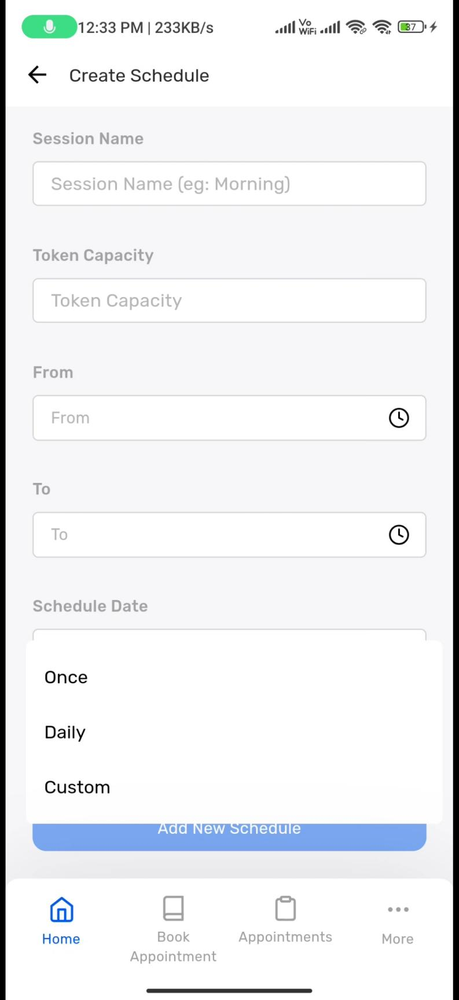 12:33 PM | 233KB/s Vo WiFi 37
Create Schedule
Session Name
Session Name (eg: Morning)
Token Capacity
Token Capacity
From
From
To
To
Schedule Date
Once
Daily
Custom
Add New Schedule
Home
Book
Appointment
Appointments
More